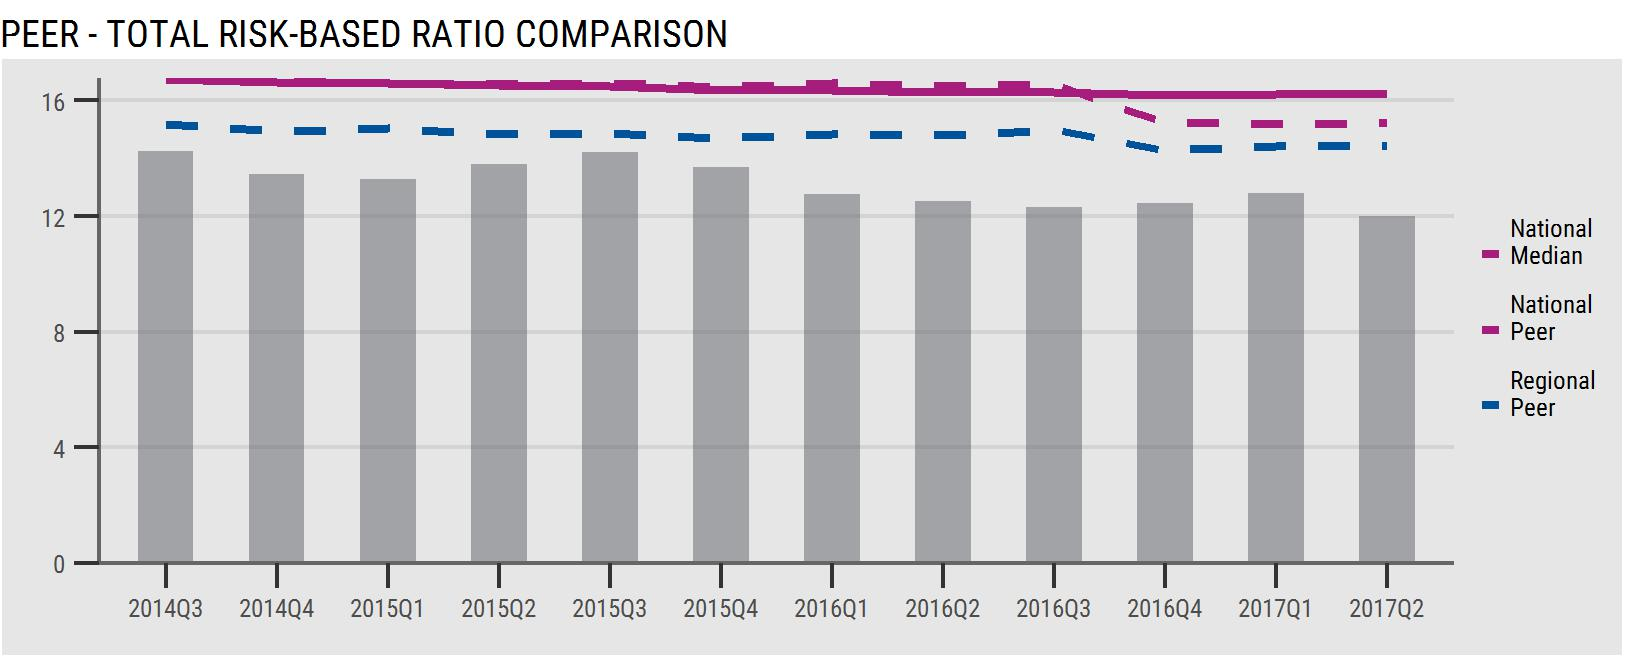 PEER - TOTAL RISK-BASED RATIO COMPARISON
16
12
8
4
0
2014Q3 2014Q4 2015Q1 2015Q2 2015Q3 2015Q4 2016Q1 2016Q2 2016Q3 2016Q4 2017Q1 2017Q2
National
Median
National
Peer
Regional
Peer